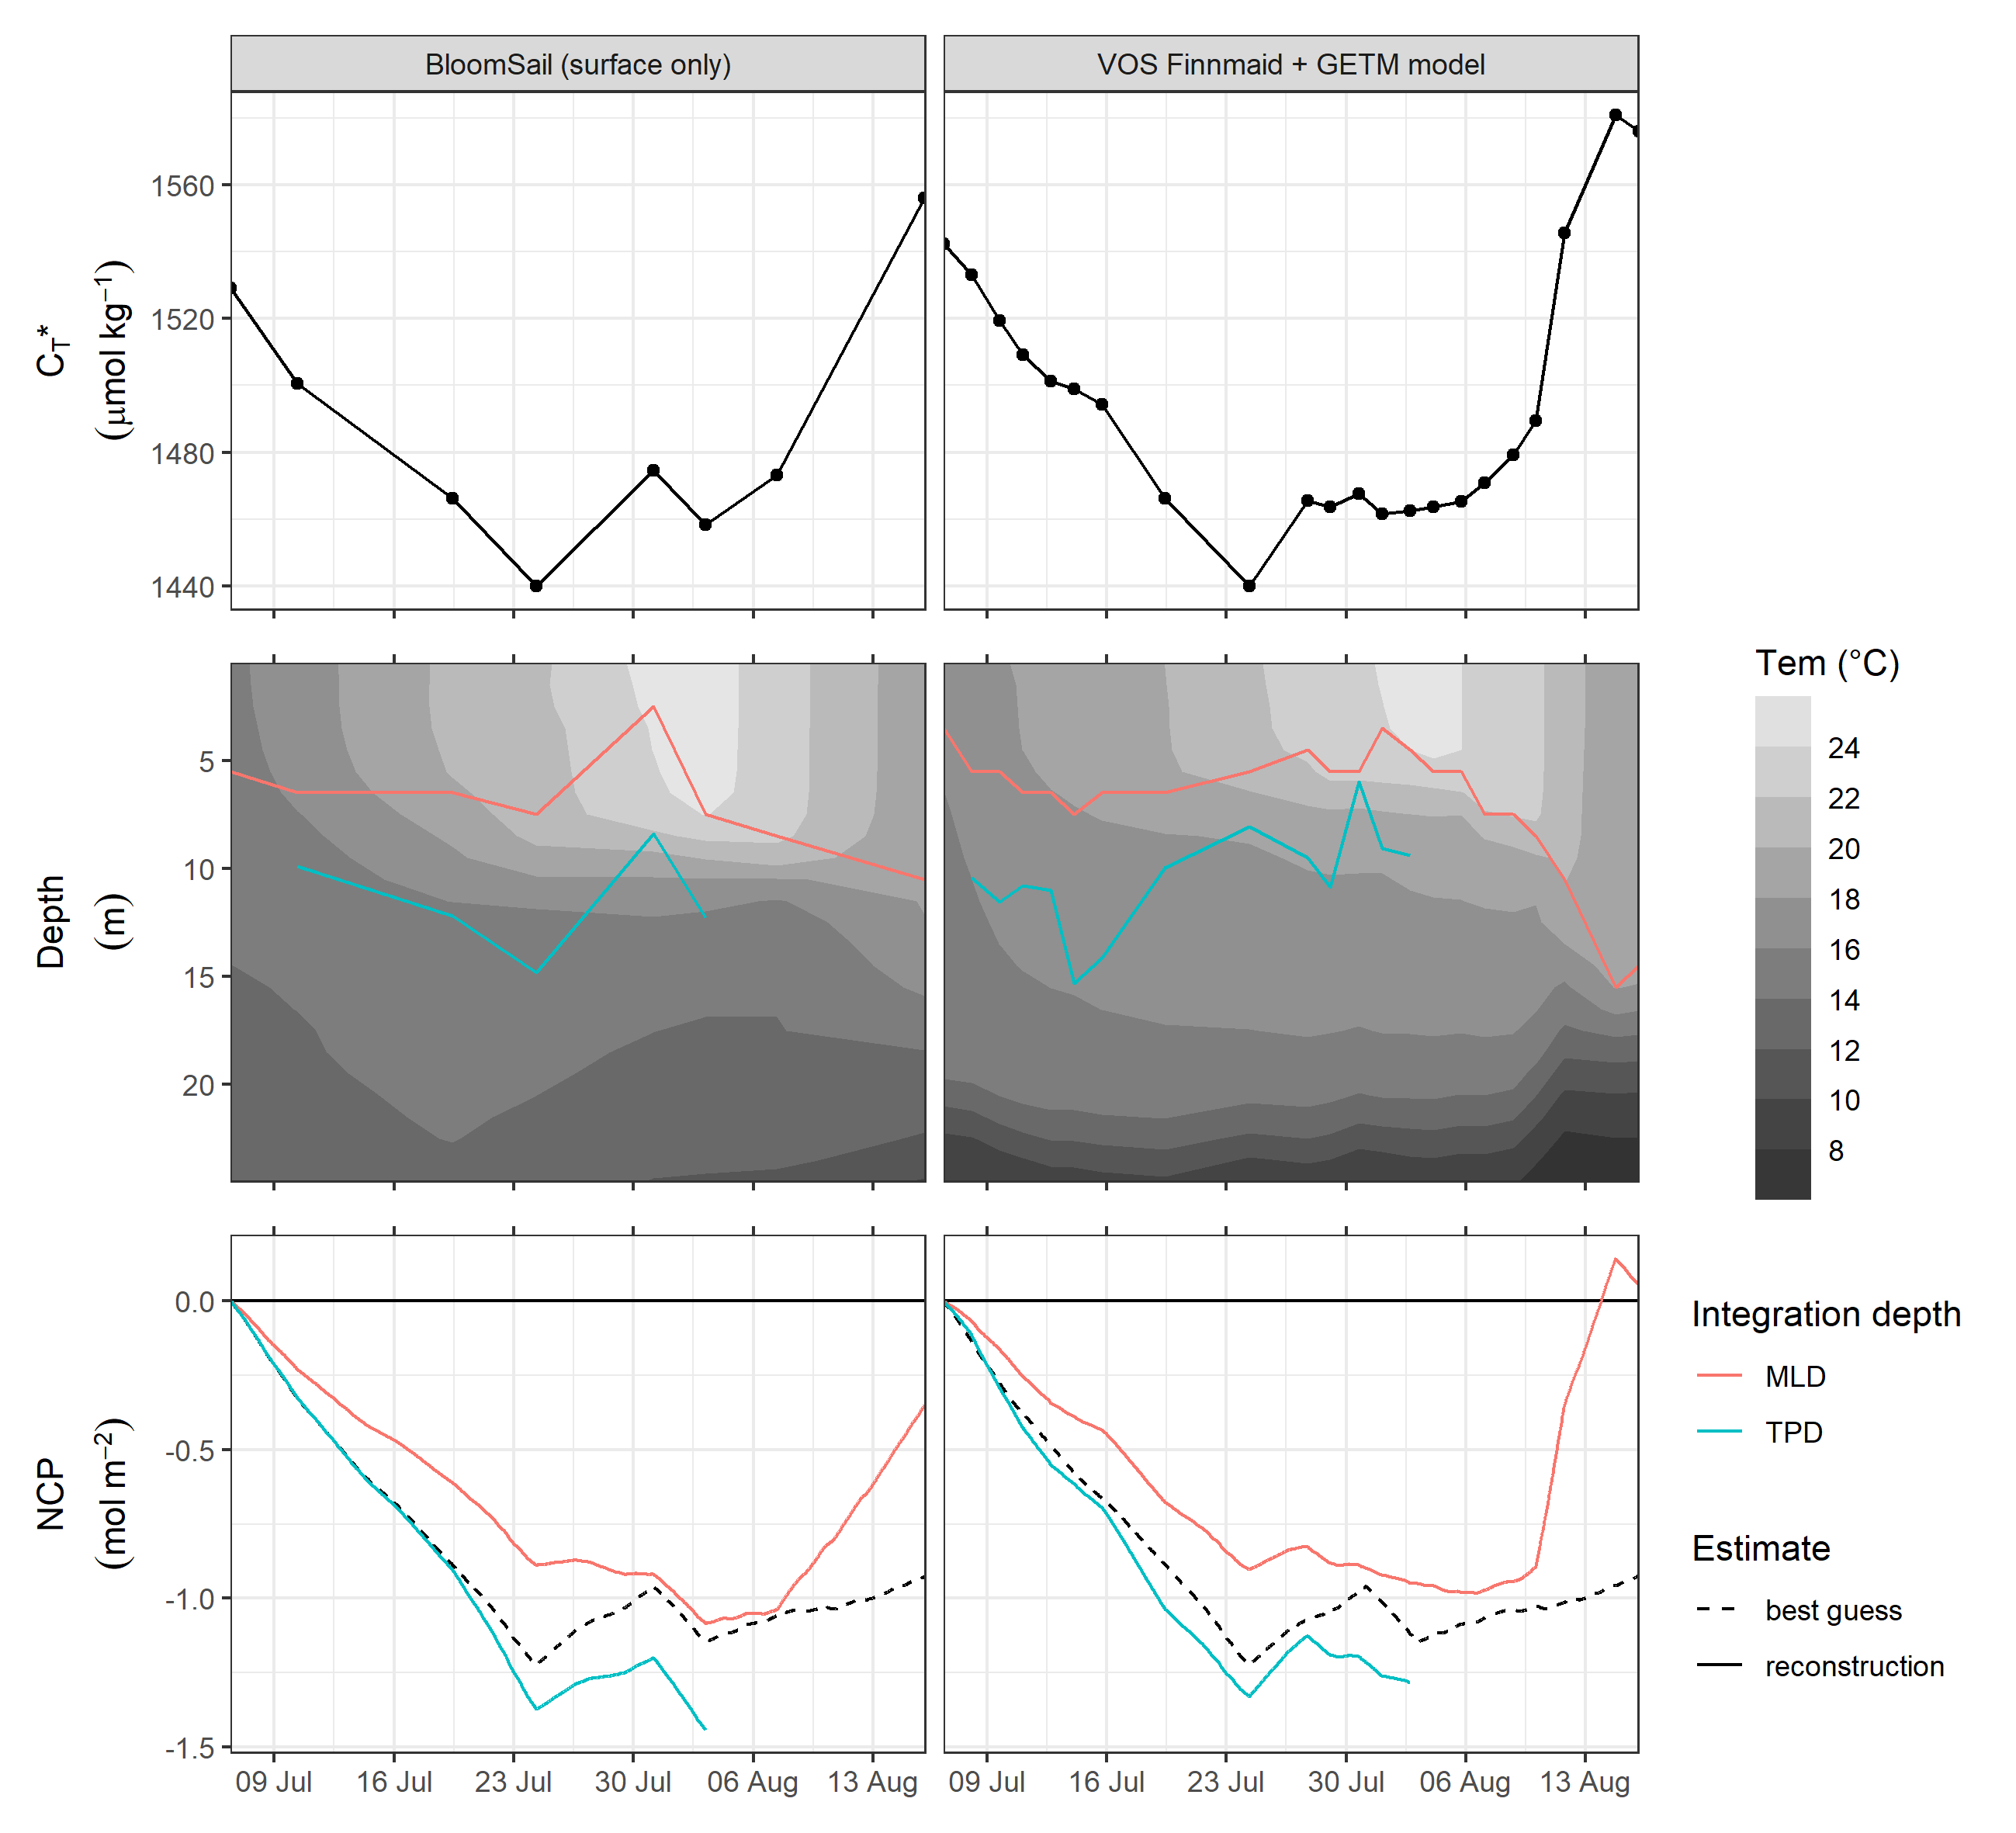 BloomSail (surface only)
VOS Finnmaid + GETM model
C_T*
(µmol kg⁻¹)
1560
1520
1480
1440
Depth
(m)
5
10
15
20
Tem (°C)
24
22
20
18
16
14
12
10
8
NCP
(mol m⁻²)
0.0
-0.5
-1.0
-1.5
09 Jul 16 Jul 23 Jul 30 Jul 06 Aug 13 Aug
09 Jul 16 Jul 23 Jul 30 Jul 06 Aug 13 Aug
Integration depth
MLD
TPD
Estimate
best guess
reconstruction